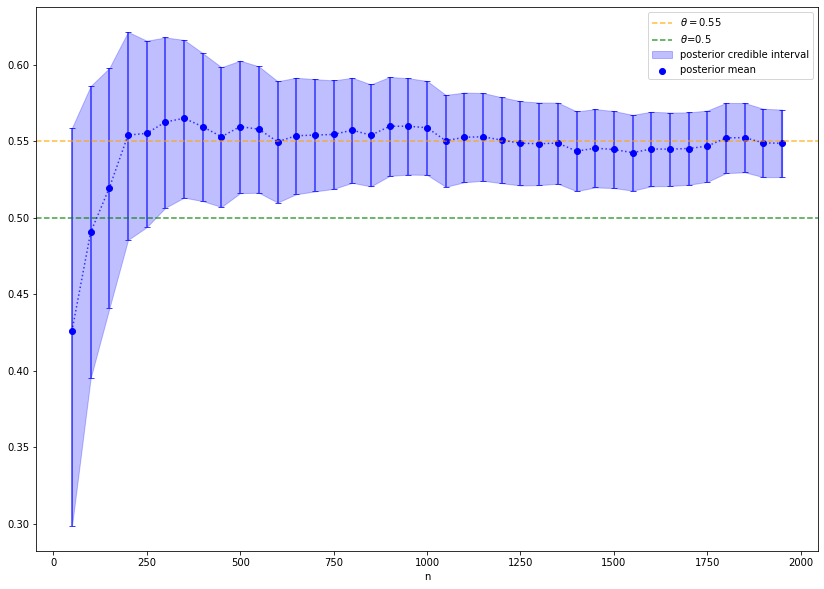 θ = 0.55
θ=0.5
posterior credible interval
posterior mean
0.60
0.55
0.50
0.45
0.40
0.35
0.30
0 250 500 750 1000 1250 1500 1750 2000
n